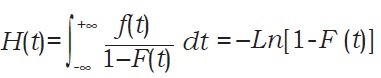 H(t)=∫_{-∞}^{+∞} f(t)/1–F(t) dt =–Ln[1-F (t)]